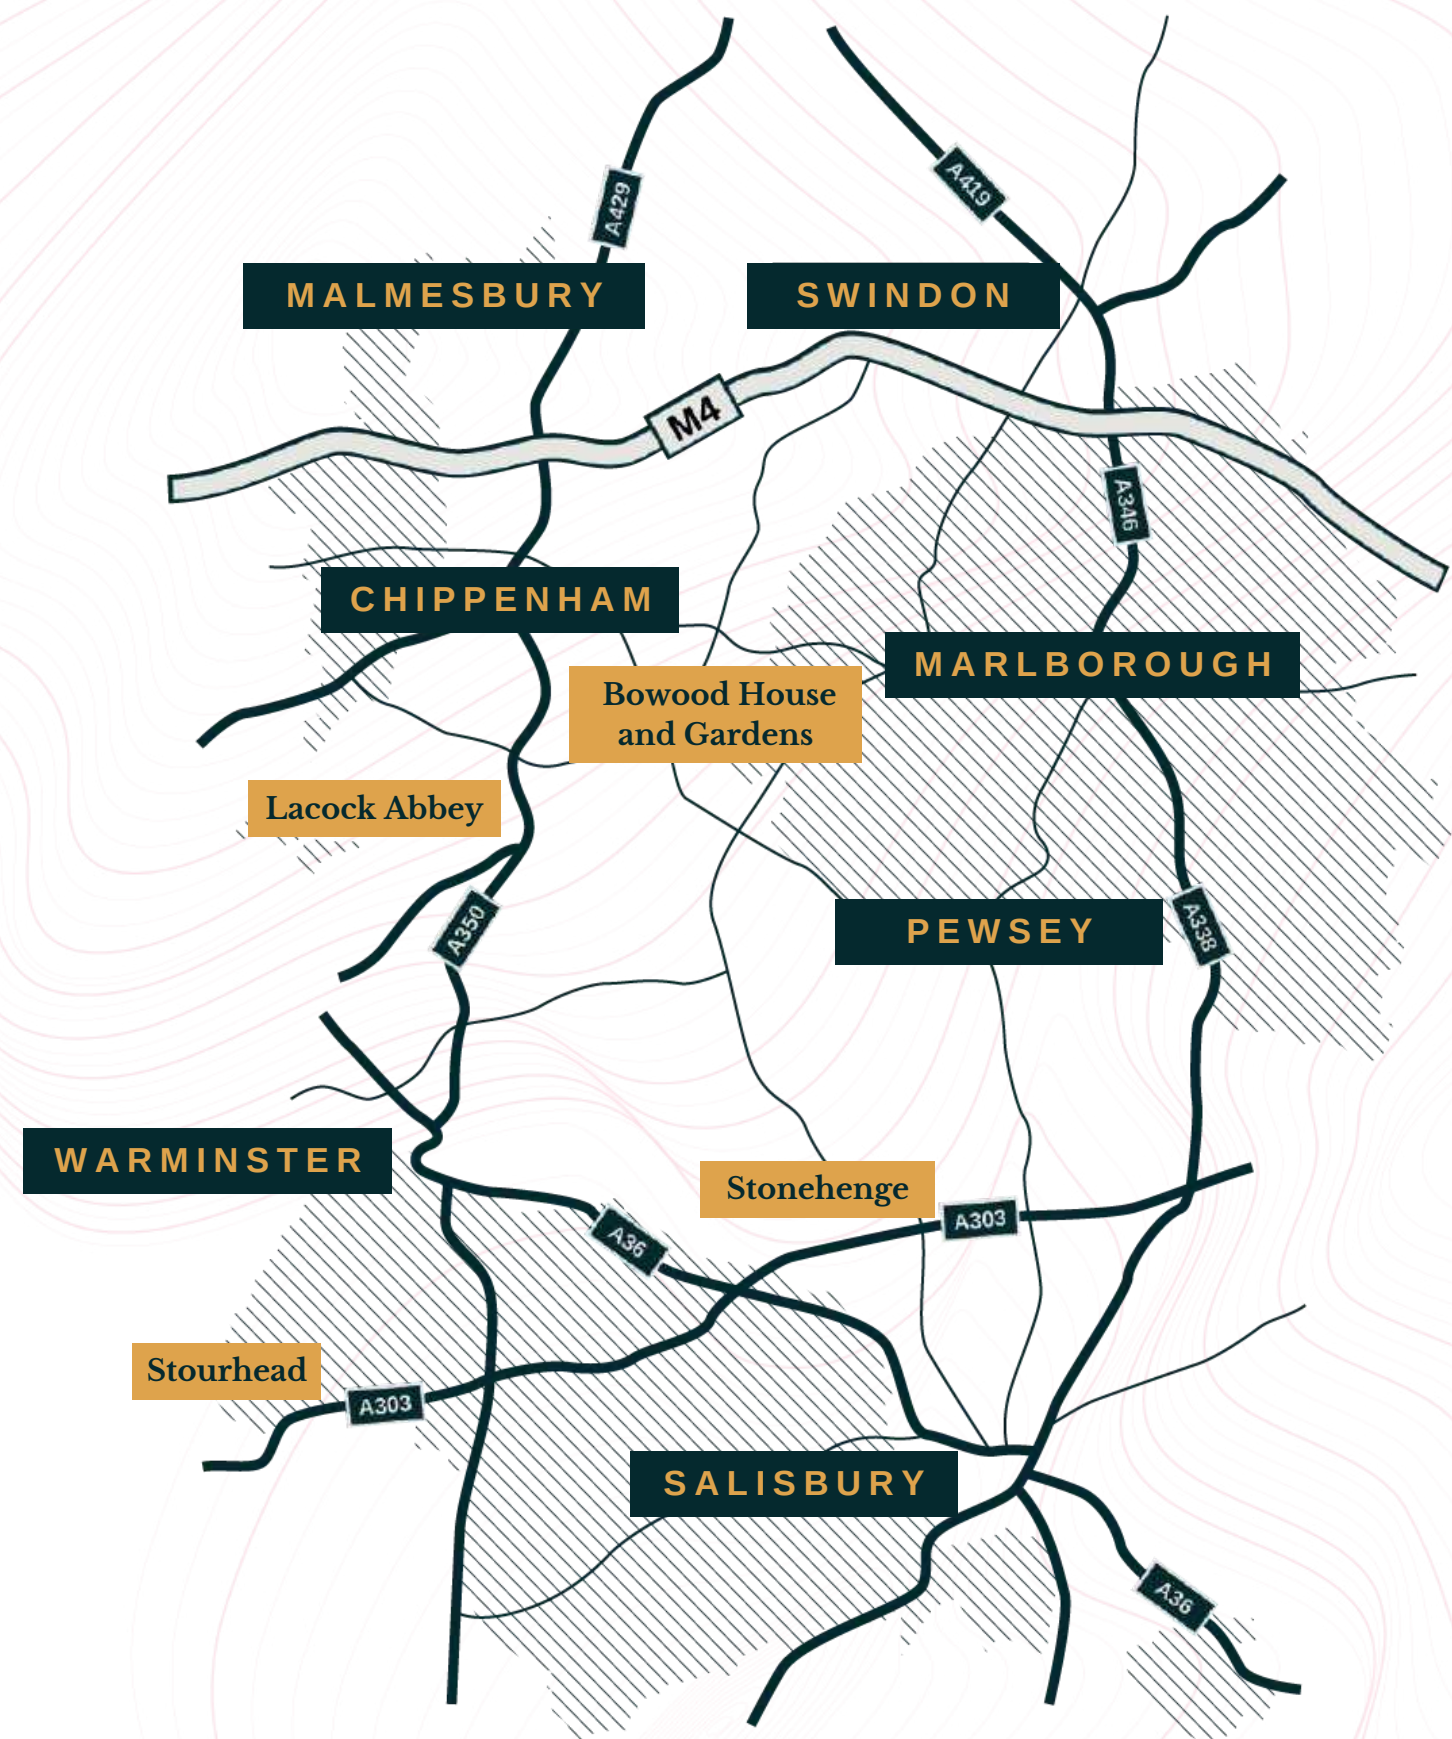 A429
A419
MALMESBURY
SWINDON
M4
A346
CHIPPENHAM
MARLBOROUGH
Bowood House
and Gardens
Lacock Abbey
A350
PEWSEY
A338
WARMINSTER
Stonehenge
A303
A36
Stourhead
A303
SALISBURY
A36